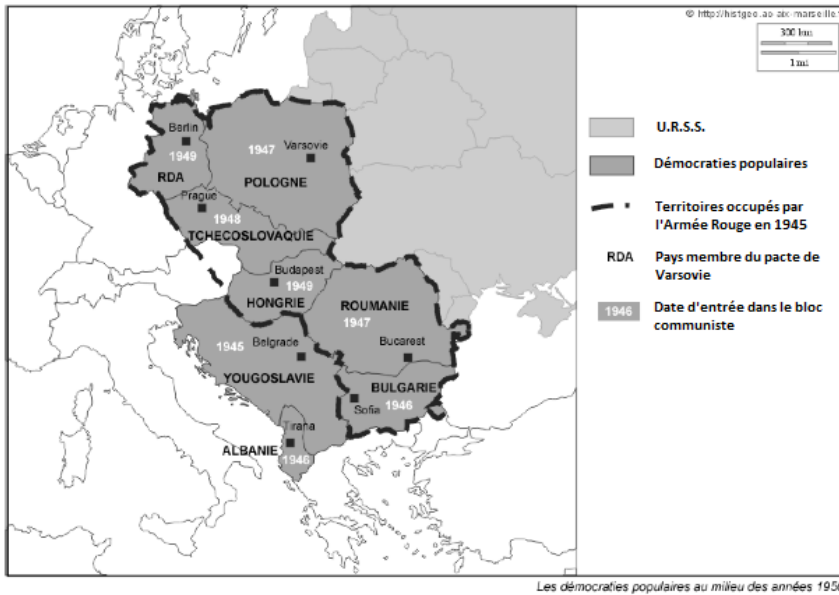 © http://histgeo.ac-aix-marseille.f
300 km
1 mi
U.R.S.S.
Démocraties populaires
Territoires occupés par
l'Armée Rouge en 1945
RDA
Pays membre du pacte de
Varsovie
1946
Date d'entrée dans le bloc
communiste
Berlin
1949
RDA
1947
Varsovie
POLOGNE
Prague
1948
TCHECOSLOVAQUIE
Budapest
1949
HONGRIE
ROUMANIE
1947
Bucarest
1945
Belgrade
YOUGOSLAVIE
BULGARIE
1946
Sofia
Tirana
ALBANIE
1946
Les démocraties populaires au milieu des années 195